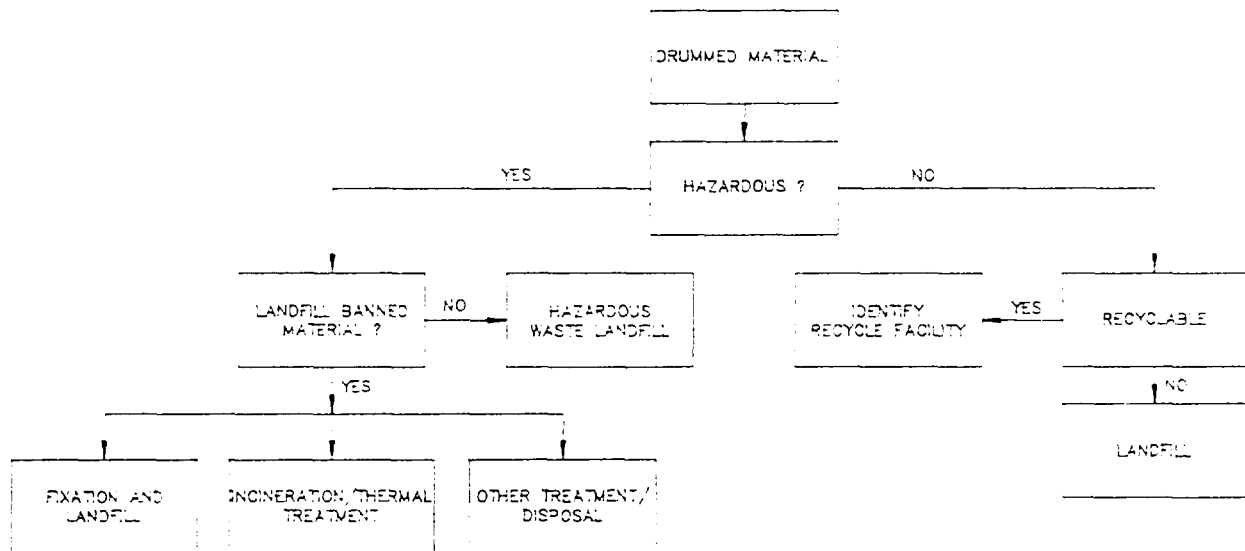 DRUMMED MATERIAL
YES
HAZARDOUS ?
NO
LANDFILL BANNED
MATERIAL ?
NO
HAZARDOUS
WASTE LANDFILL
IDENTIFY
RECYCLE FACILITY
YES
RECYCLABLE
YES
NO
LANDFILL
FIXATION AND
LANDFILL
INCINERATION/THERMAL
TREATMENT
OTHER TREATMENT/
DISPOSAL